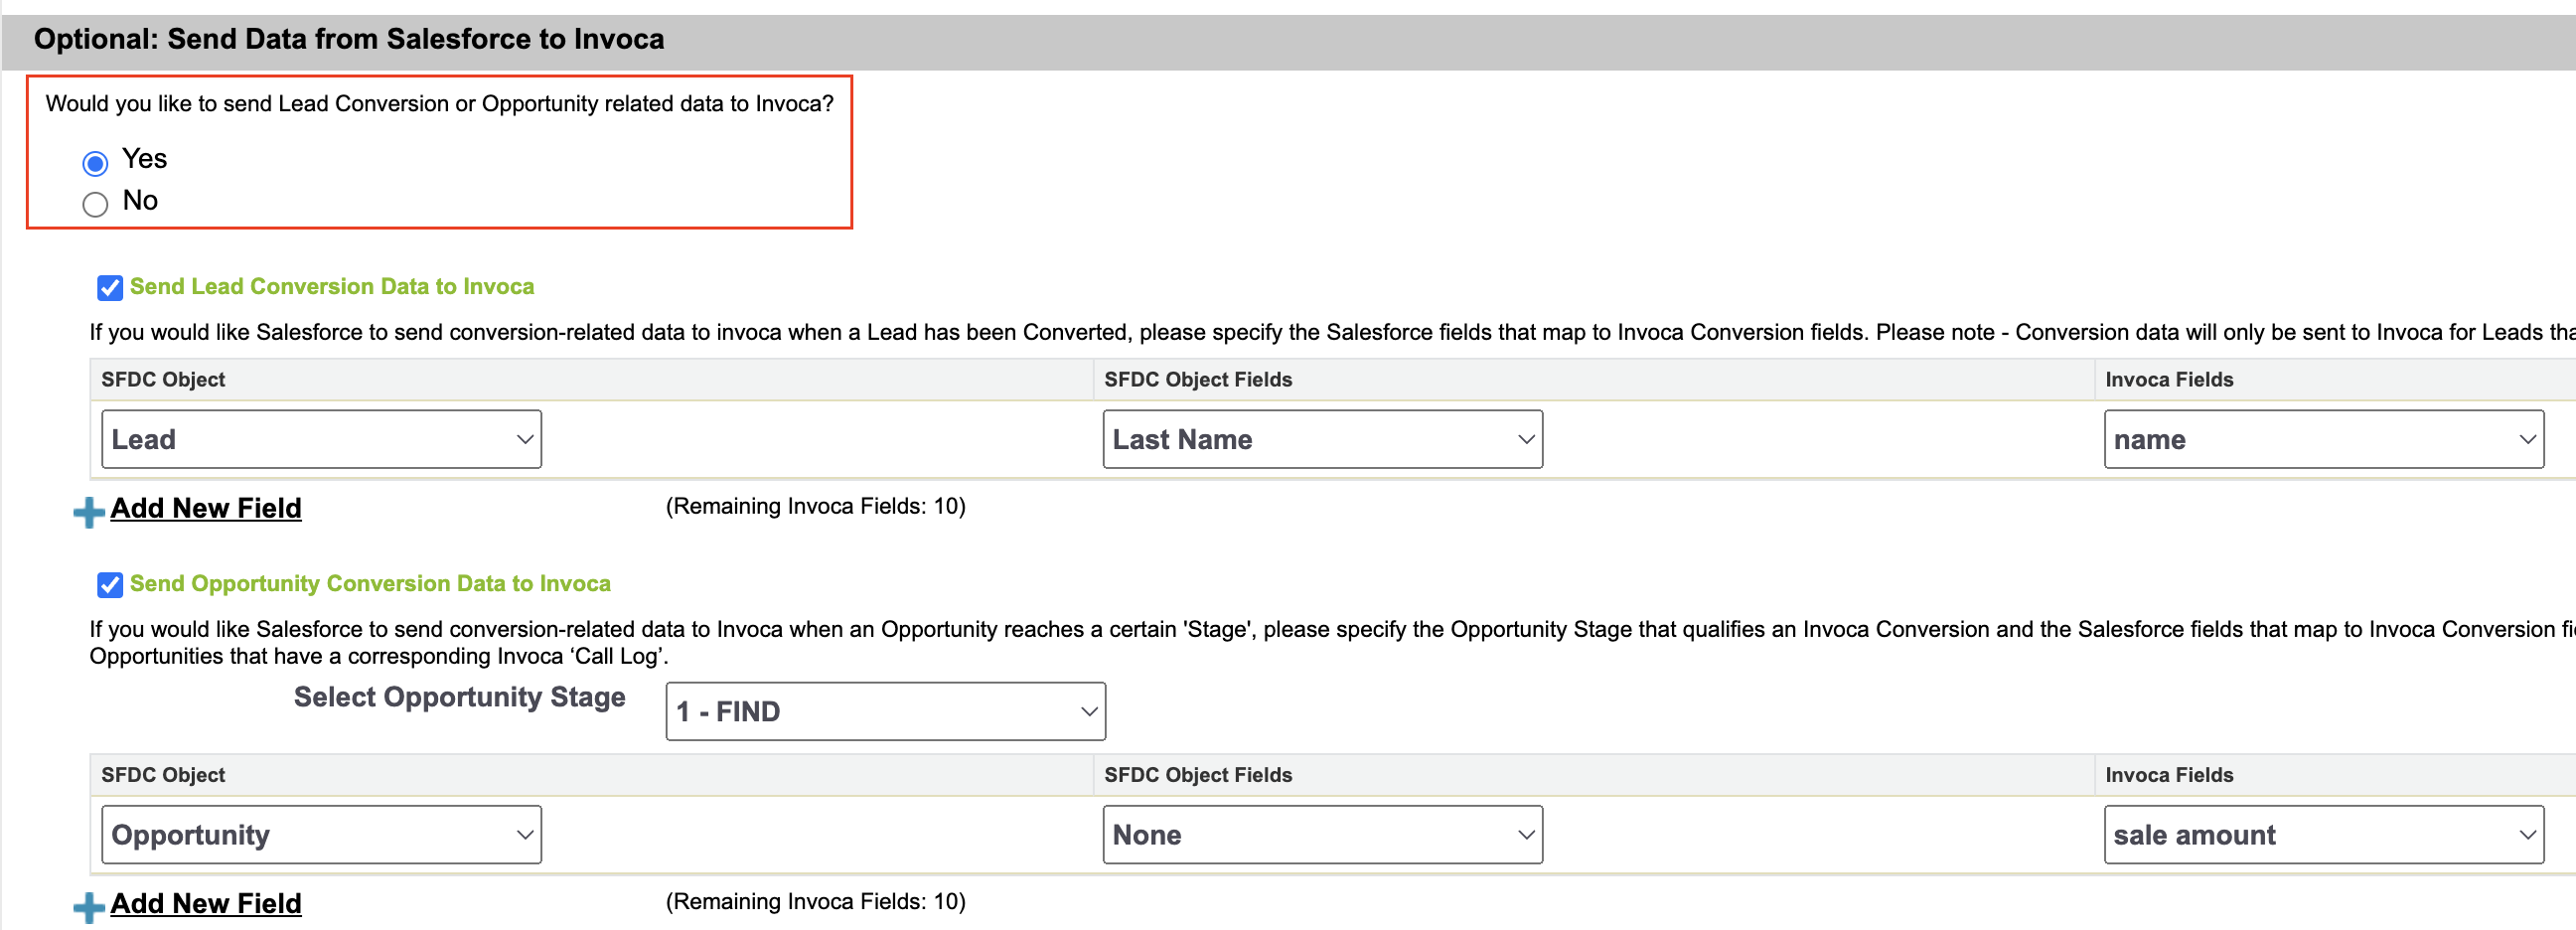 Optional: Send Data from Salesforce to Invoca
Would you like to send Lead Conversion or Opportunity related data to Invoca?
Yes
No
Send Lead Conversion Data to Invoca
If you would like Salesforce to send conversion-related data to invoca when a Lead has been Converted, please specify the Salesforce fields that map to Invoca Conversion fields. Please note - Conversion data will only be sent to Invoca for Leads
SFDC Object SFDC Object Fields Invoca Fields
Lead Last Name name
Add New Field (Remaining Invoca Fields: 10)
Send Opportunity Conversion Data to Invoca
If you would like Salesforce to send conversion-related data to Invoca when an Opportunity reaches a certain 'Stage', please specify the Opportunity Stage that qualifies an Invoca Conversion and the Salesforce fields that map to Invoca Conversion
Opportunities that have a corresponding Invoca ‘Call Log’.
Select Opportunity Stage 1 - FIND
SFDC Object SFDC Object Fields Invoca Fields
Opportunity None sale amount
Add New Field (Remaining Invoca Fields: 10)